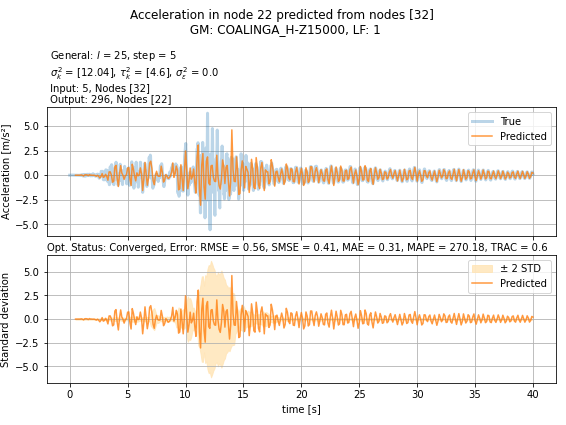 Acceleration in node 22 predicted from nodes [32]
GM: COALINGA_H-Z15000, LF: 1
General: l = 25, step = 5
σ²ₖ = [12.04], τ²ₖ = [4.6], σ²ε = 0.0
Input: 5, Nodes [32]
Output: 296, Nodes [22]
Acceleration [m/s²]
5.0
2.5
0.0
−2.5
−5.0
True
Predicted
Opt. Status: Converged, Error: RMSE = 0.56, SMSE = 0.41, MAE = 0.31, MAPE = 270.18, TRAC = 0.6
Standard deviation
5.0
2.5
0.0
−2.5
−5.0
± 2 STD
Predicted
0 5 10 15 20 25 30 35 40
time [s]